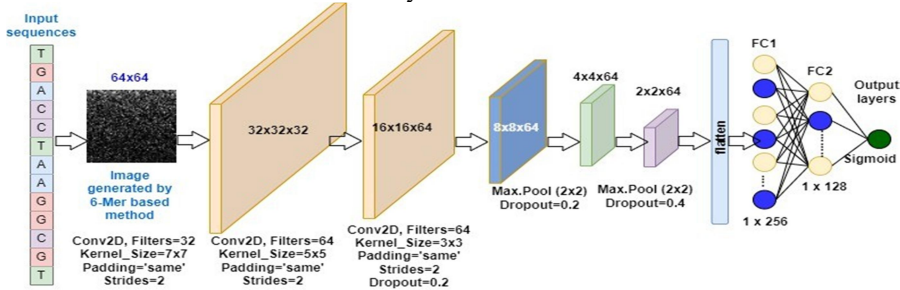 Input
sequences
T
G
A
C
C
T
A
A
G
G
C
G
T
64x64
Image
generated by
6-Mer based
method
Conv2D, Filters=32
Kernel_Size=7x7
Padding='same'
Strides=2
32x32x32
Conv2D, Filters=64
Kernel_Size=5x5
Padding='same'
Strides=2
16x16x64
Conv2D, Filters=64
Kernel_Size=3x3
Padding='same'
Strides=2
Dropout=0.2
8x8x64
4x4x64
Max.Pool (2x2)
Dropout=0.2
2x2x64
Max.Pool (2x2)
Dropout=0.4
flatten
FC1
1 x 256
FC2
1 x 128
Output
layers
Sigmoid